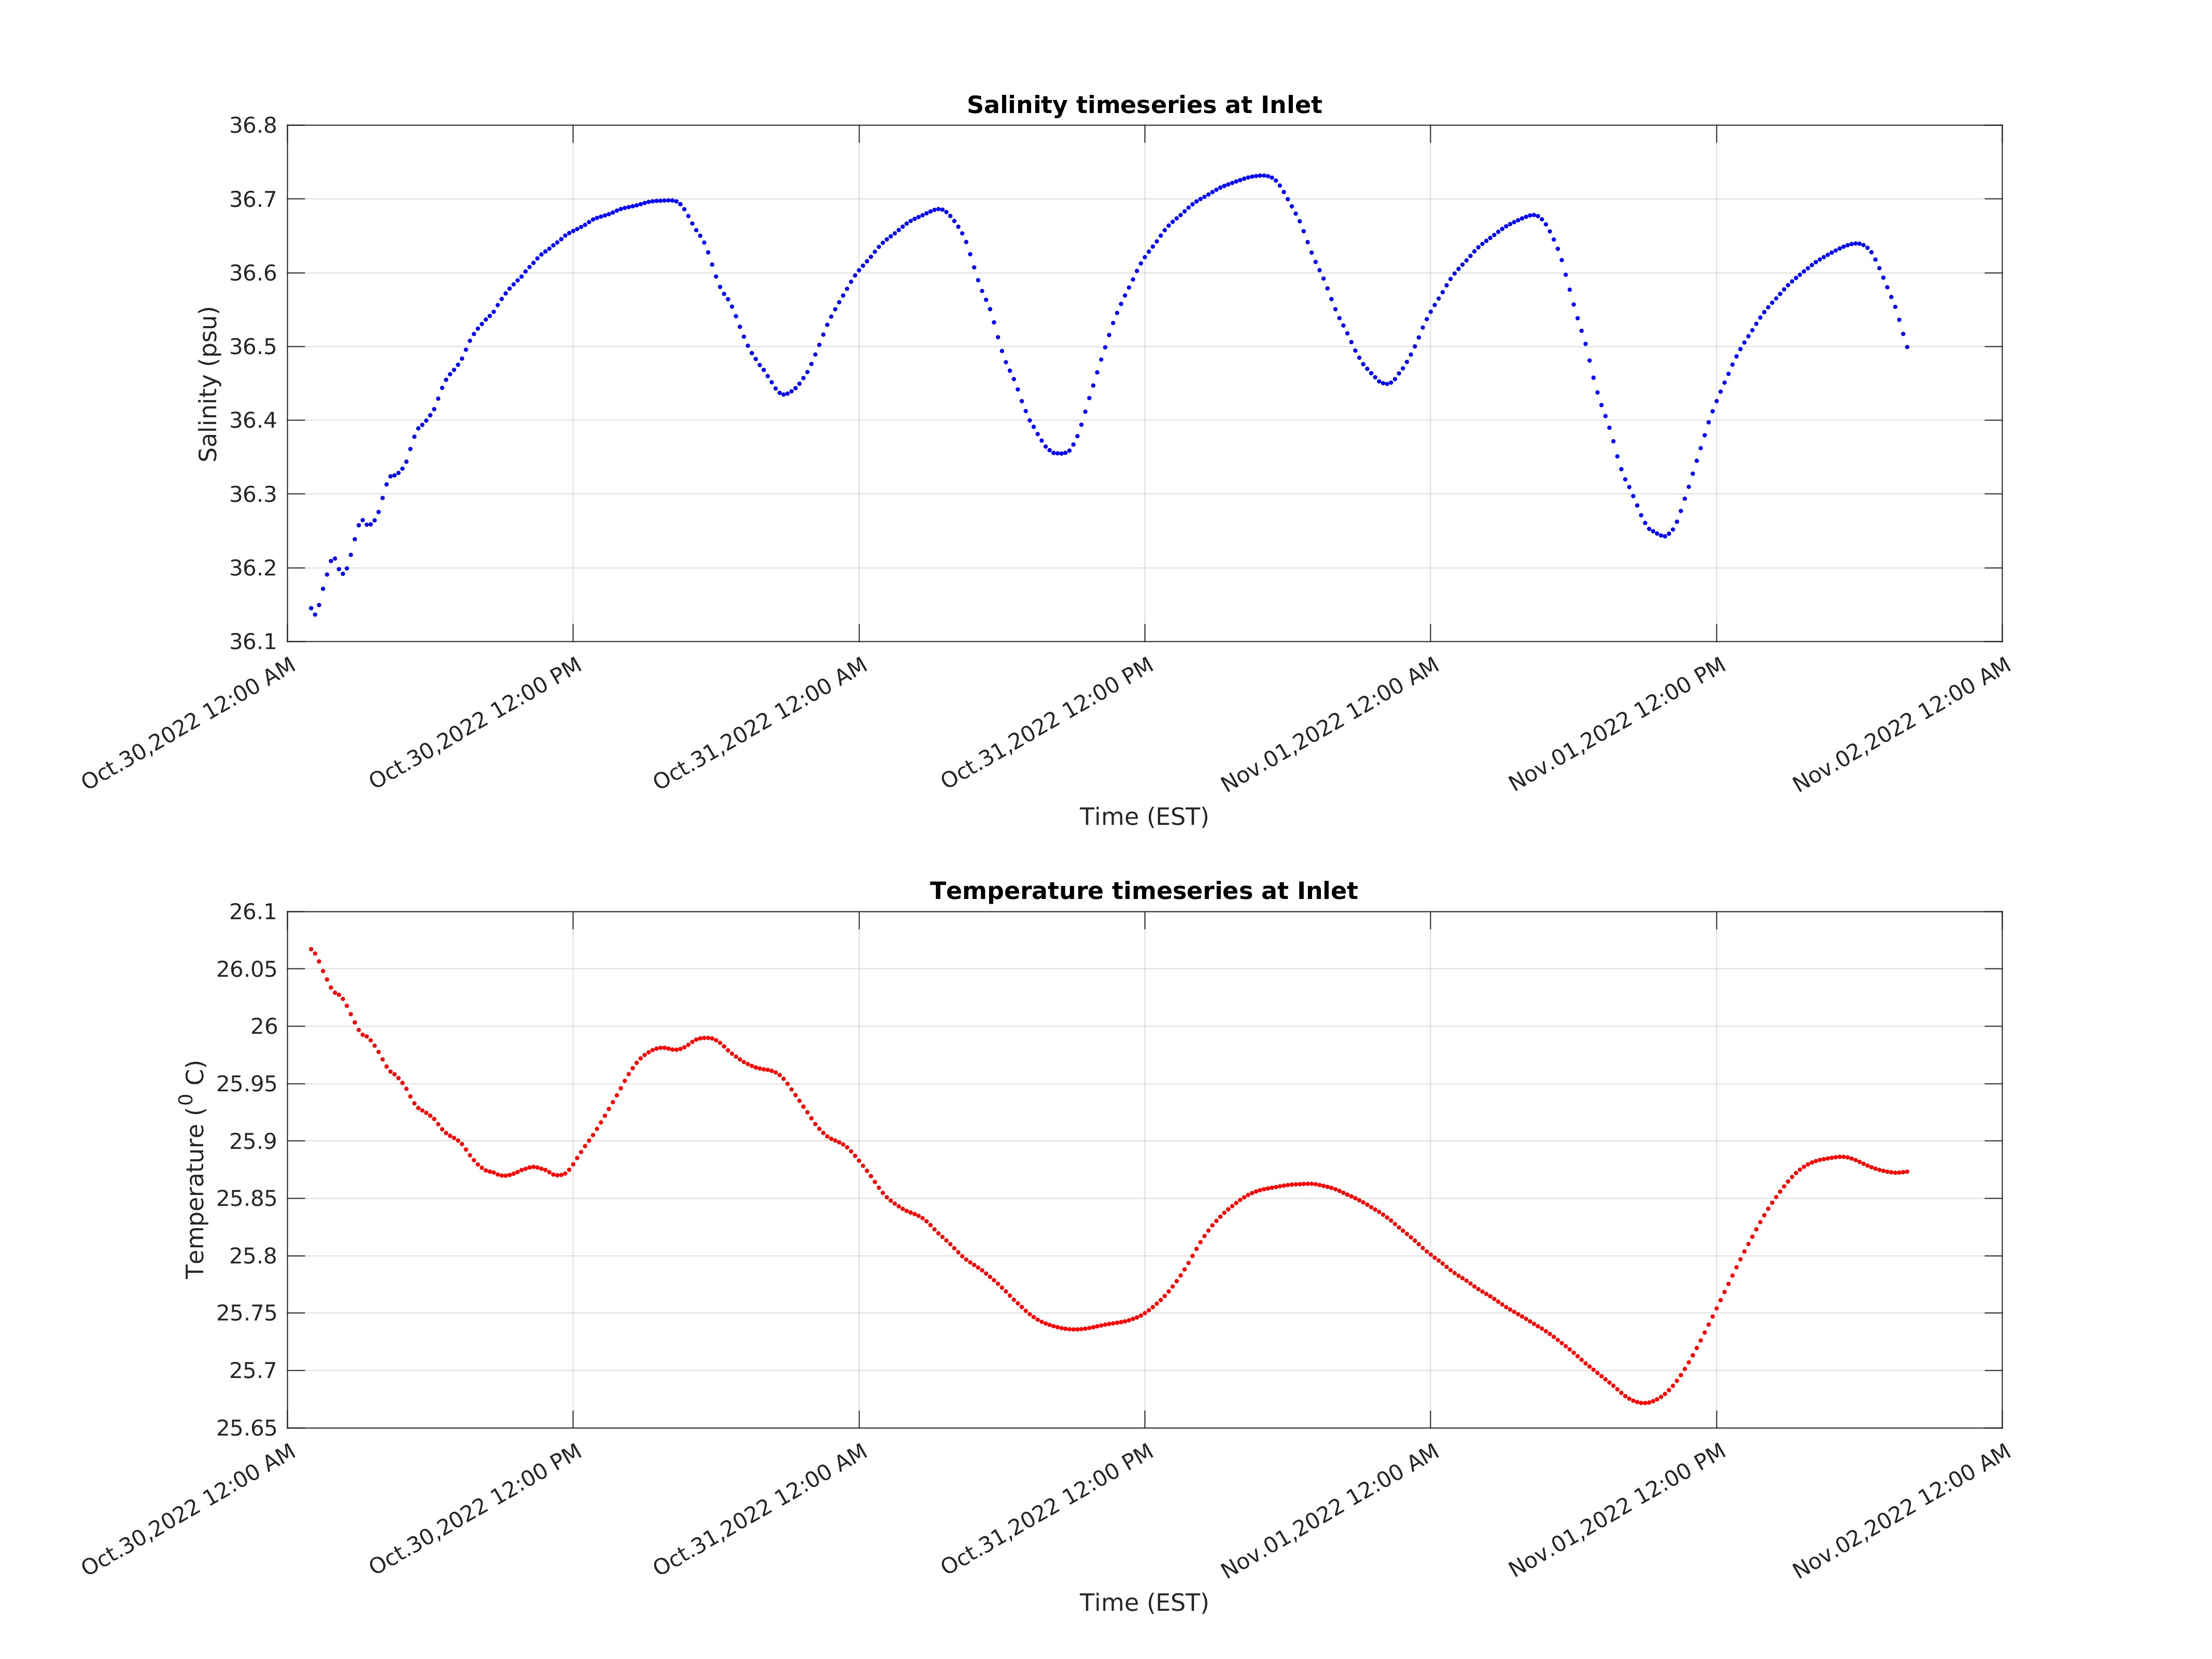 Salinity timeseries at Inlet
36.8
36.7
36.6
36.5
36.4
36.3
36.2
36.1
Salinity (psu)
Oct.30,2022 12:00 AM
Oct.30,2022 12:00 PM
Oct.31,2022 12:00 AM
Oct.31,2022 12:00 PM
Nov.01,2022 12:00 AM
Nov.01,2022 12:00 PM
Nov.02,2022 12:00 AM
Time (EST)
Temperature timeseries at Inlet
26.1
26.05
26
25.95
25.9
25.85
25.8
25.75
25.7
25.65
Temperature (⁰ C)
Oct.30,2022 12:00 AM
Oct.30,2022 12:00 PM
Oct.31,2022 12:00 AM
Oct.31,2022 12:00 PM
Nov.01,2022 12:00 AM
Nov.01,2022 12:00 PM
Nov.02,2022 12:00 AM
Time (EST)